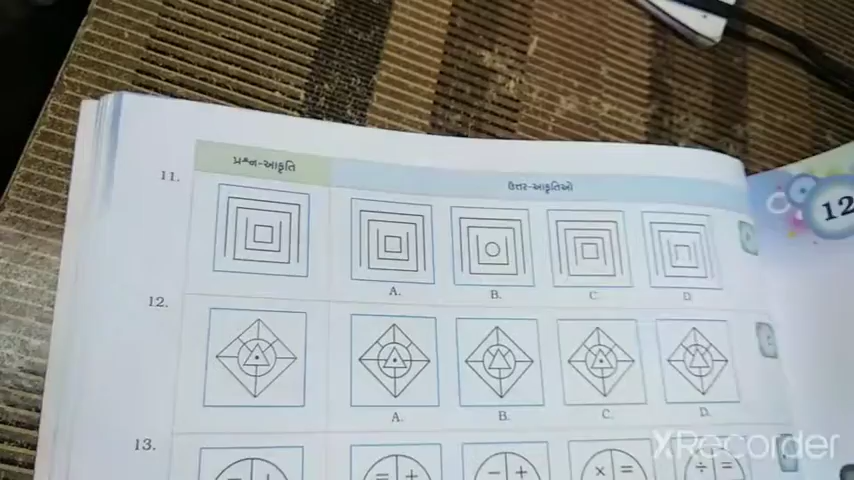 પ્રશ્ન-આકૃતિ
ઉત્તર-આકૃતિઓ
12
11.
A. B. C. D.
12.
A. B. C. D.
13.
= + − + × = ÷ =
XRecorder